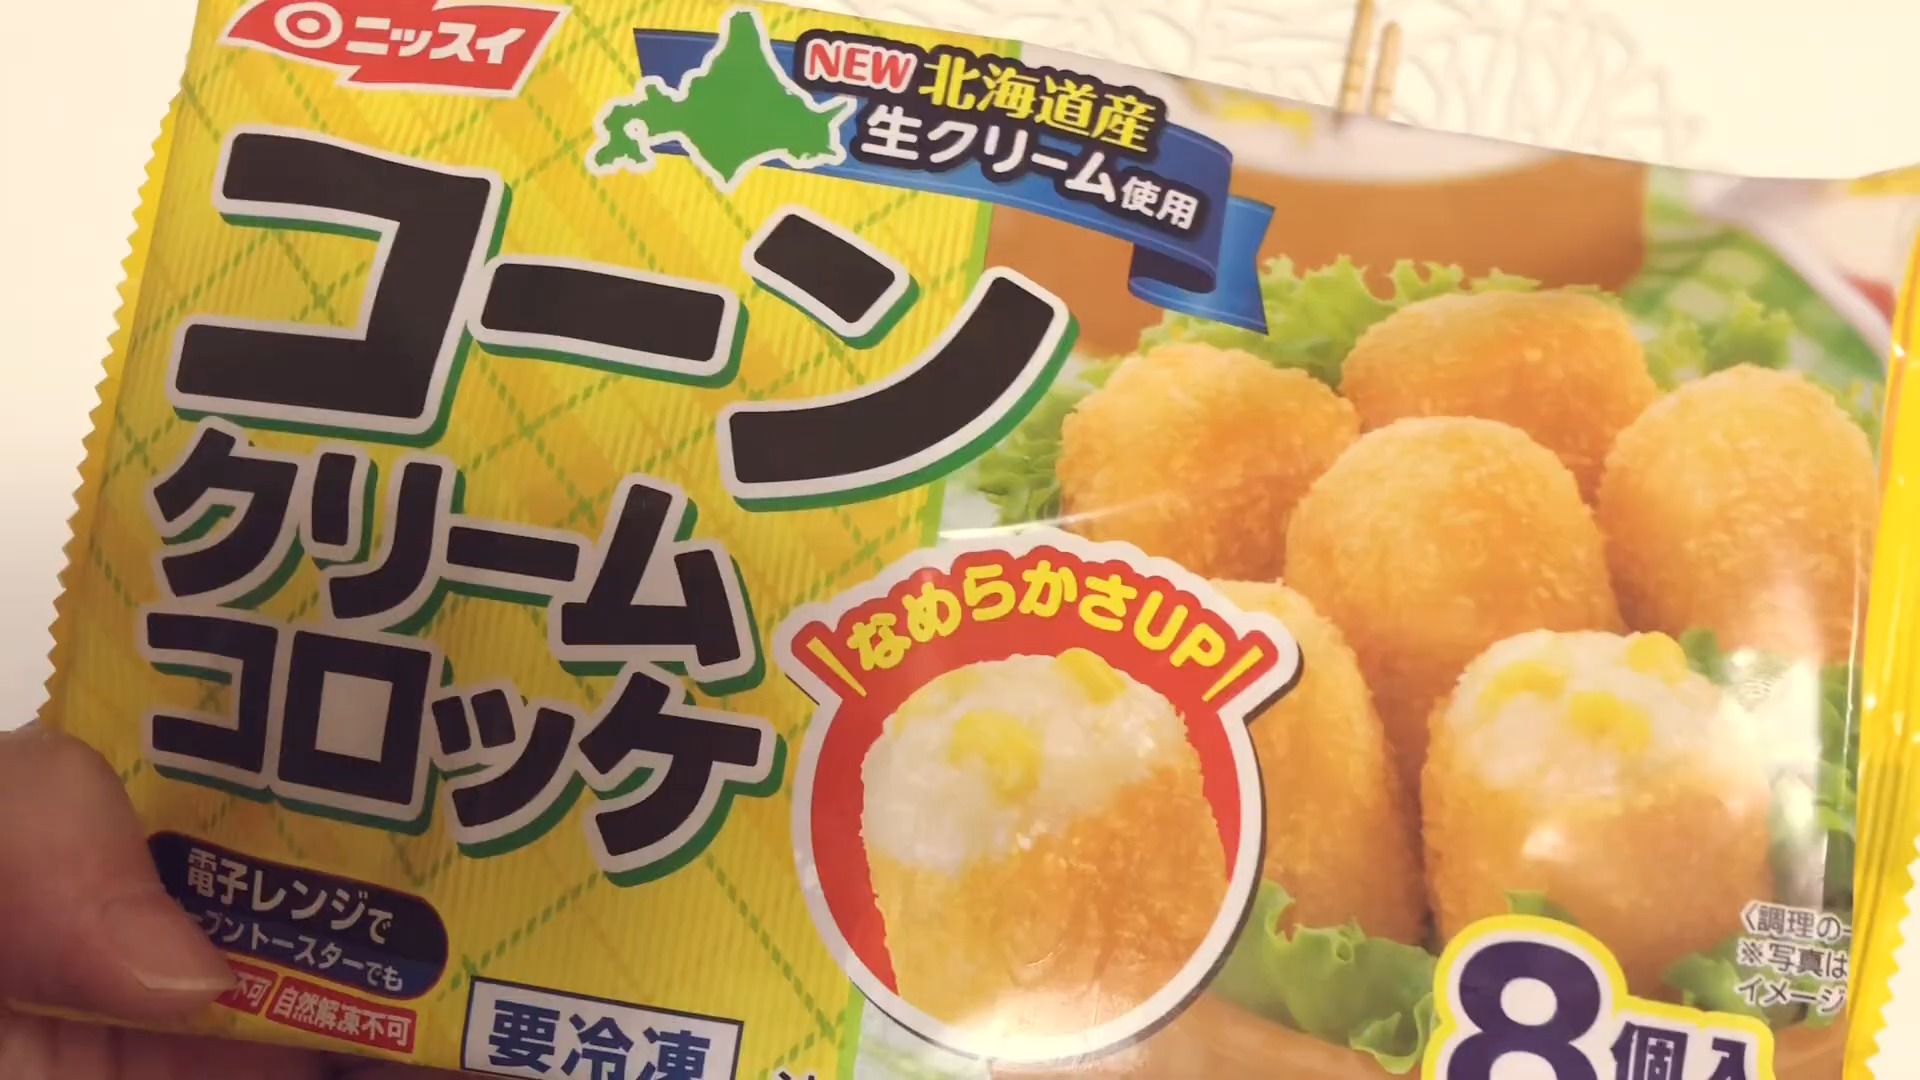 ニッスイ
NEW 北海道産
生クリーム使用
コーン
クリーム
コロッケ
なめらかさUP
電子レンジで
ーブントースターでも
不可 自然解凍不可
要冷凍
8個入
〈調理の
※写真は
イメージ